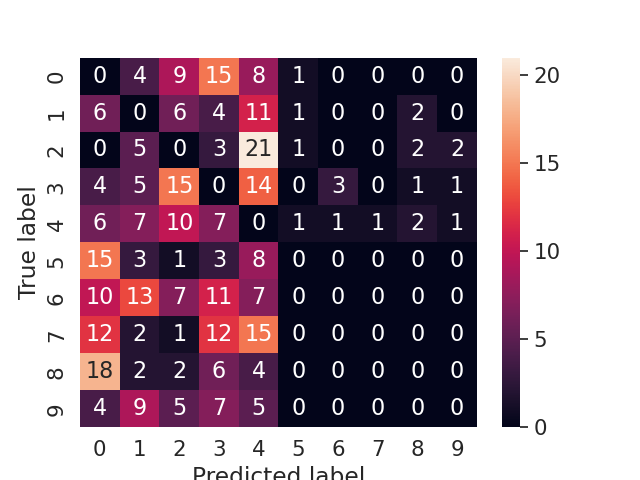 0 0 4 9 15 8 1 0 0 0 0
1 6 0 6 4 11 1 0 0 2 0
2 0 5 0 3 21 1 0 0 2 2
3 4 5 15 0 14 0 3 0 1 1
4 6 7 10 7 0 1 1 1 2 1
5 15 3 1 3 8 0 0 0 0 0
6 10 13 7 11 7 0 0 0 0 0
7 12 2 1 12 15 0 0 0 0 0
8 18 2 2 6 4 0 0 0 0 0
9 4 9 5 7 5 0 0 0 0 0
0 1 2 3 4 5 6 7 8 9
Predicted label
True label
20
15
10
5
0